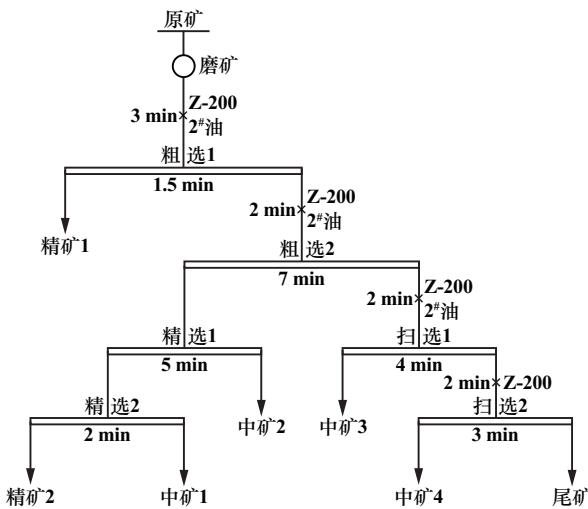 原矿
磨矿
3 min
Z-200
2#油
粗选1
1.5 min
精矿1
2 min
Z-200
2#油
粗选2
7 min
2 min
Z-200
2#油
精选1
5 min
扫选1
4 min
中矿2
中矿3
2 min
Z-200
精选2
2 min
扫选2
3 min
精矿2
中矿1
中矿4
尾矿